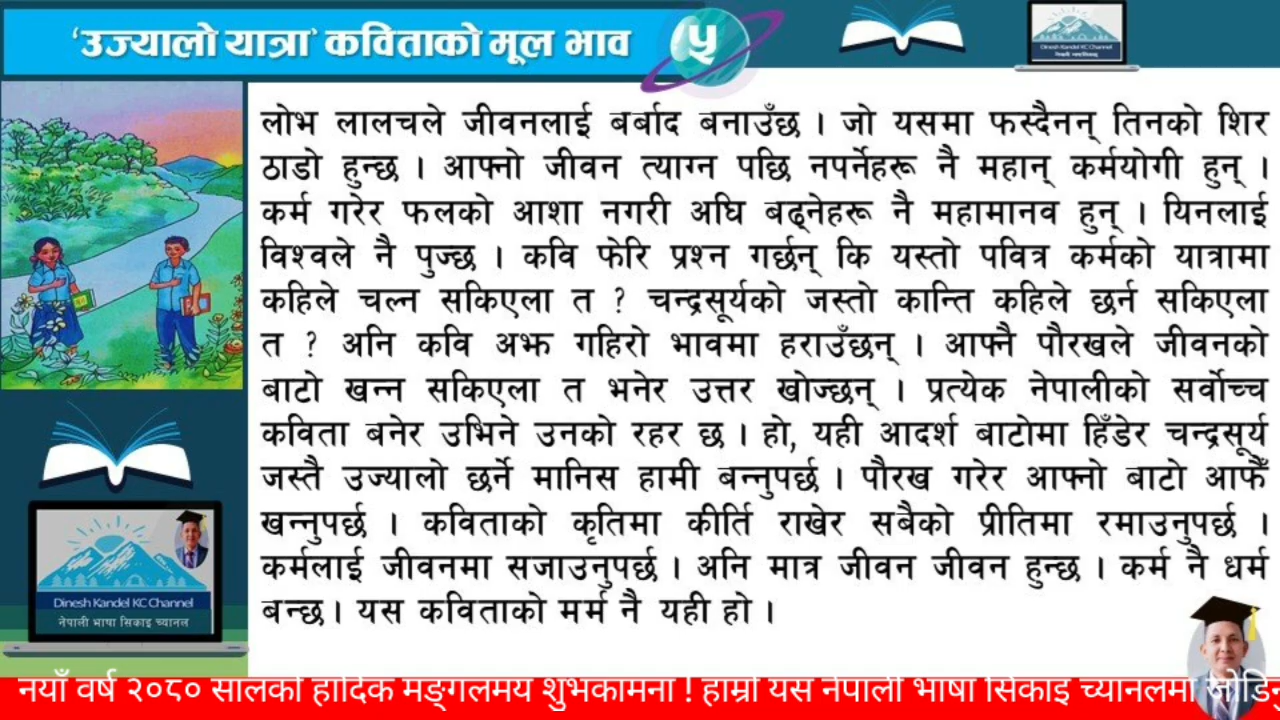 ‘उज्यालो यात्रा’ कविताको मूल भाव
५
Dinesh Kandel KC Channel
नेपाली भाषा सिकाइ च्यानल
लोभ लालचले जीवनलाई बर्बाद बनाउँछ । जो यसमा फस्दैनन् तिनको शिर
ठाडो हुन्छ । आफ्नो जीवन त्याग्न पछि नपर्नेहरू नै महान् कर्मयोगी हुन् ।
कर्म गरेर फलको आशा नगरी अघि बढ्नेहरू नै महामानव हुन् । यिनलाई
विश्वले नै पुज्छ । कवि फेरि प्रश्न गर्छन् कि यस्तो पवित्र कर्मको यात्रामा
कहिले चल्न सकिएला त ? चन्द्रसूर्यको जस्तो कान्ति कहिले छर्न सकिएला
त ? अनि कवि अझ गहिरो भावमा हराउँछन् । आफ्नै पौरखले जीवनको
बाटो खन्न सकिएला त भनेर उत्तर खोज्छन् । प्रत्येक नेपालीको सर्वोच्च
कविता बनेर उभिने उनको रहर छ । हो, यही आदर्श बाटोमा हिँडेर चन्द्रसूर्य
जस्तै उज्यालो छर्ने मानिस हामी बन्नुपर्छ । पौरख गरेर आफ्नो बाटो आफैँ
खन्नुपर्छ । कविताको कृतिमा कीर्ति राखेर सबैको प्रीतिमा रमाउनुपर्छ ।
कर्मलाई जीवनमा सजाउनुपर्छ । अनि मात्र जीवन जीवन हुन्छ । कर्म नै धर्म
बन्छ । यस कविताको मर्म नै यही हो ।
Dinesh Kandel KC Channel
नेपाली भाषा सिकाइ च्यानल
नयाँ वर्ष २०८० सालको हार्दिक मङ्गलमय शुभकामना ! हाम्रो यस नेपाली भाषा सिकाइ च्यानलमा